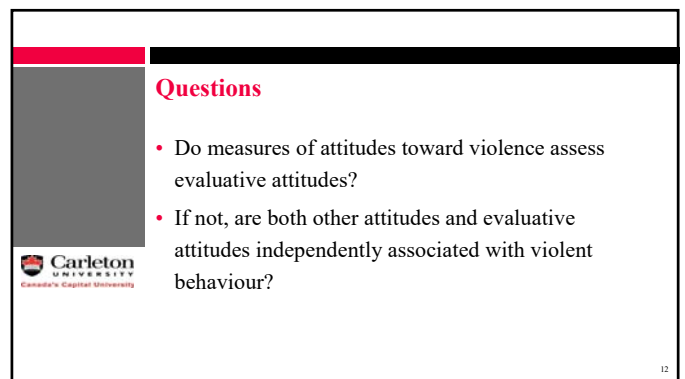 Questions
• Do measures of attitudes toward violence assess
evaluative attitudes?
• If not, are both other attitudes and evaluative
attitudes independently associated with violent
behaviour?
Carleton
UNIVERSITY
Canada's Capital University
12